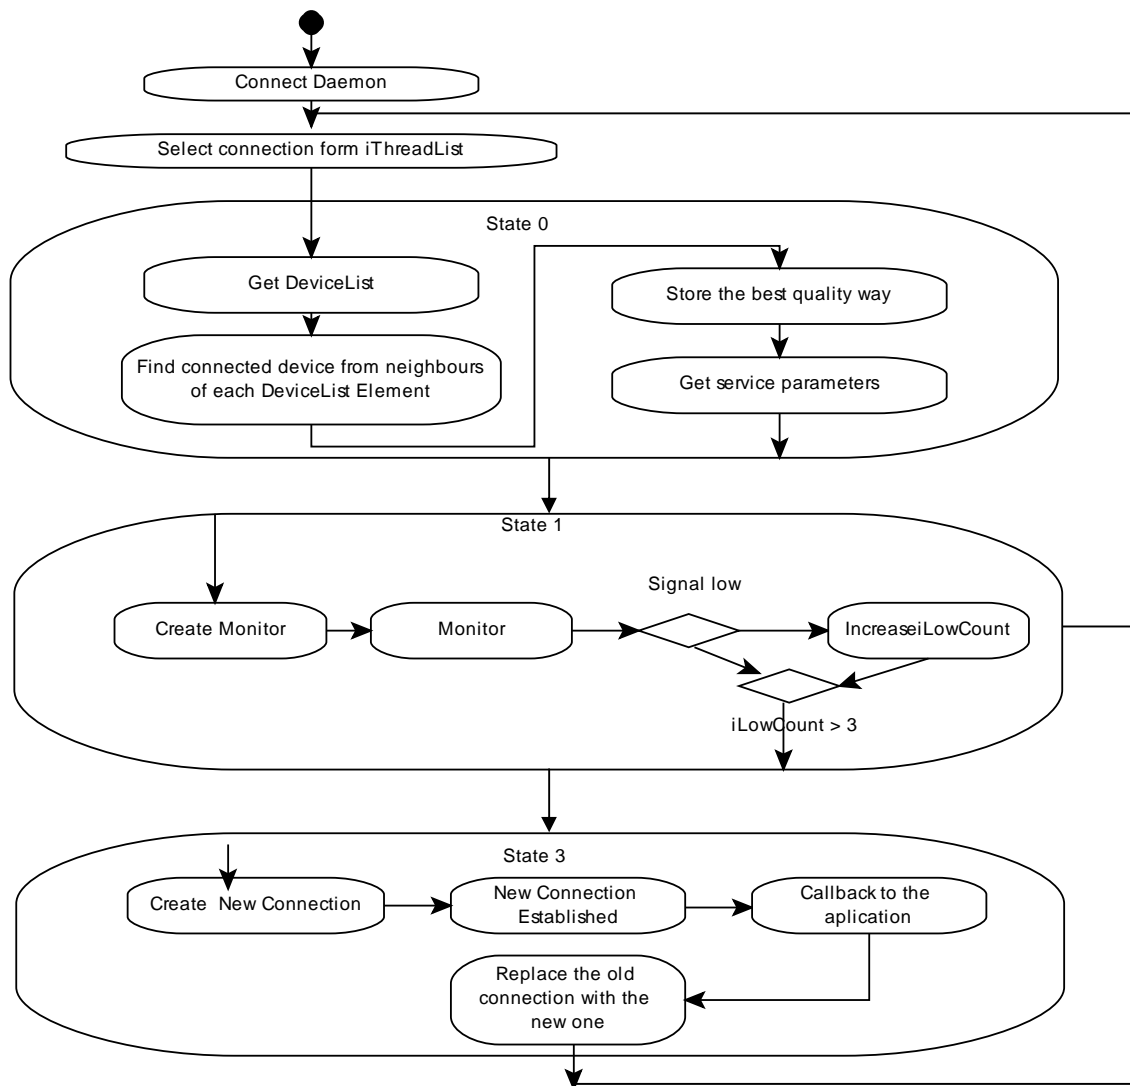 Connect Daemon
Select connection form iThreadList
State 0
Get DeviceList
Find connected device from neighbours
of each DeviceList Element
Store the best quality way
Get service parameters
State 1
Signal low
Create Monitor
Monitor
IncreaseiLowCount
iLowCount > 3
State 3
Create New Connection
New Connection
Established
Callback to the
aplication
Replace the old
connection with the
new one